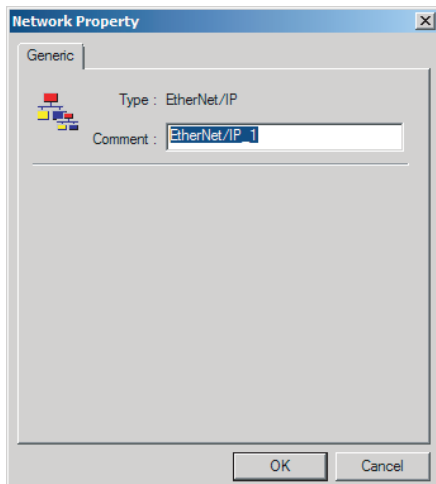 Network Property
Generic
Type : EtherNet/IP
Comment : EtherNet/IP_1
OK Cancel